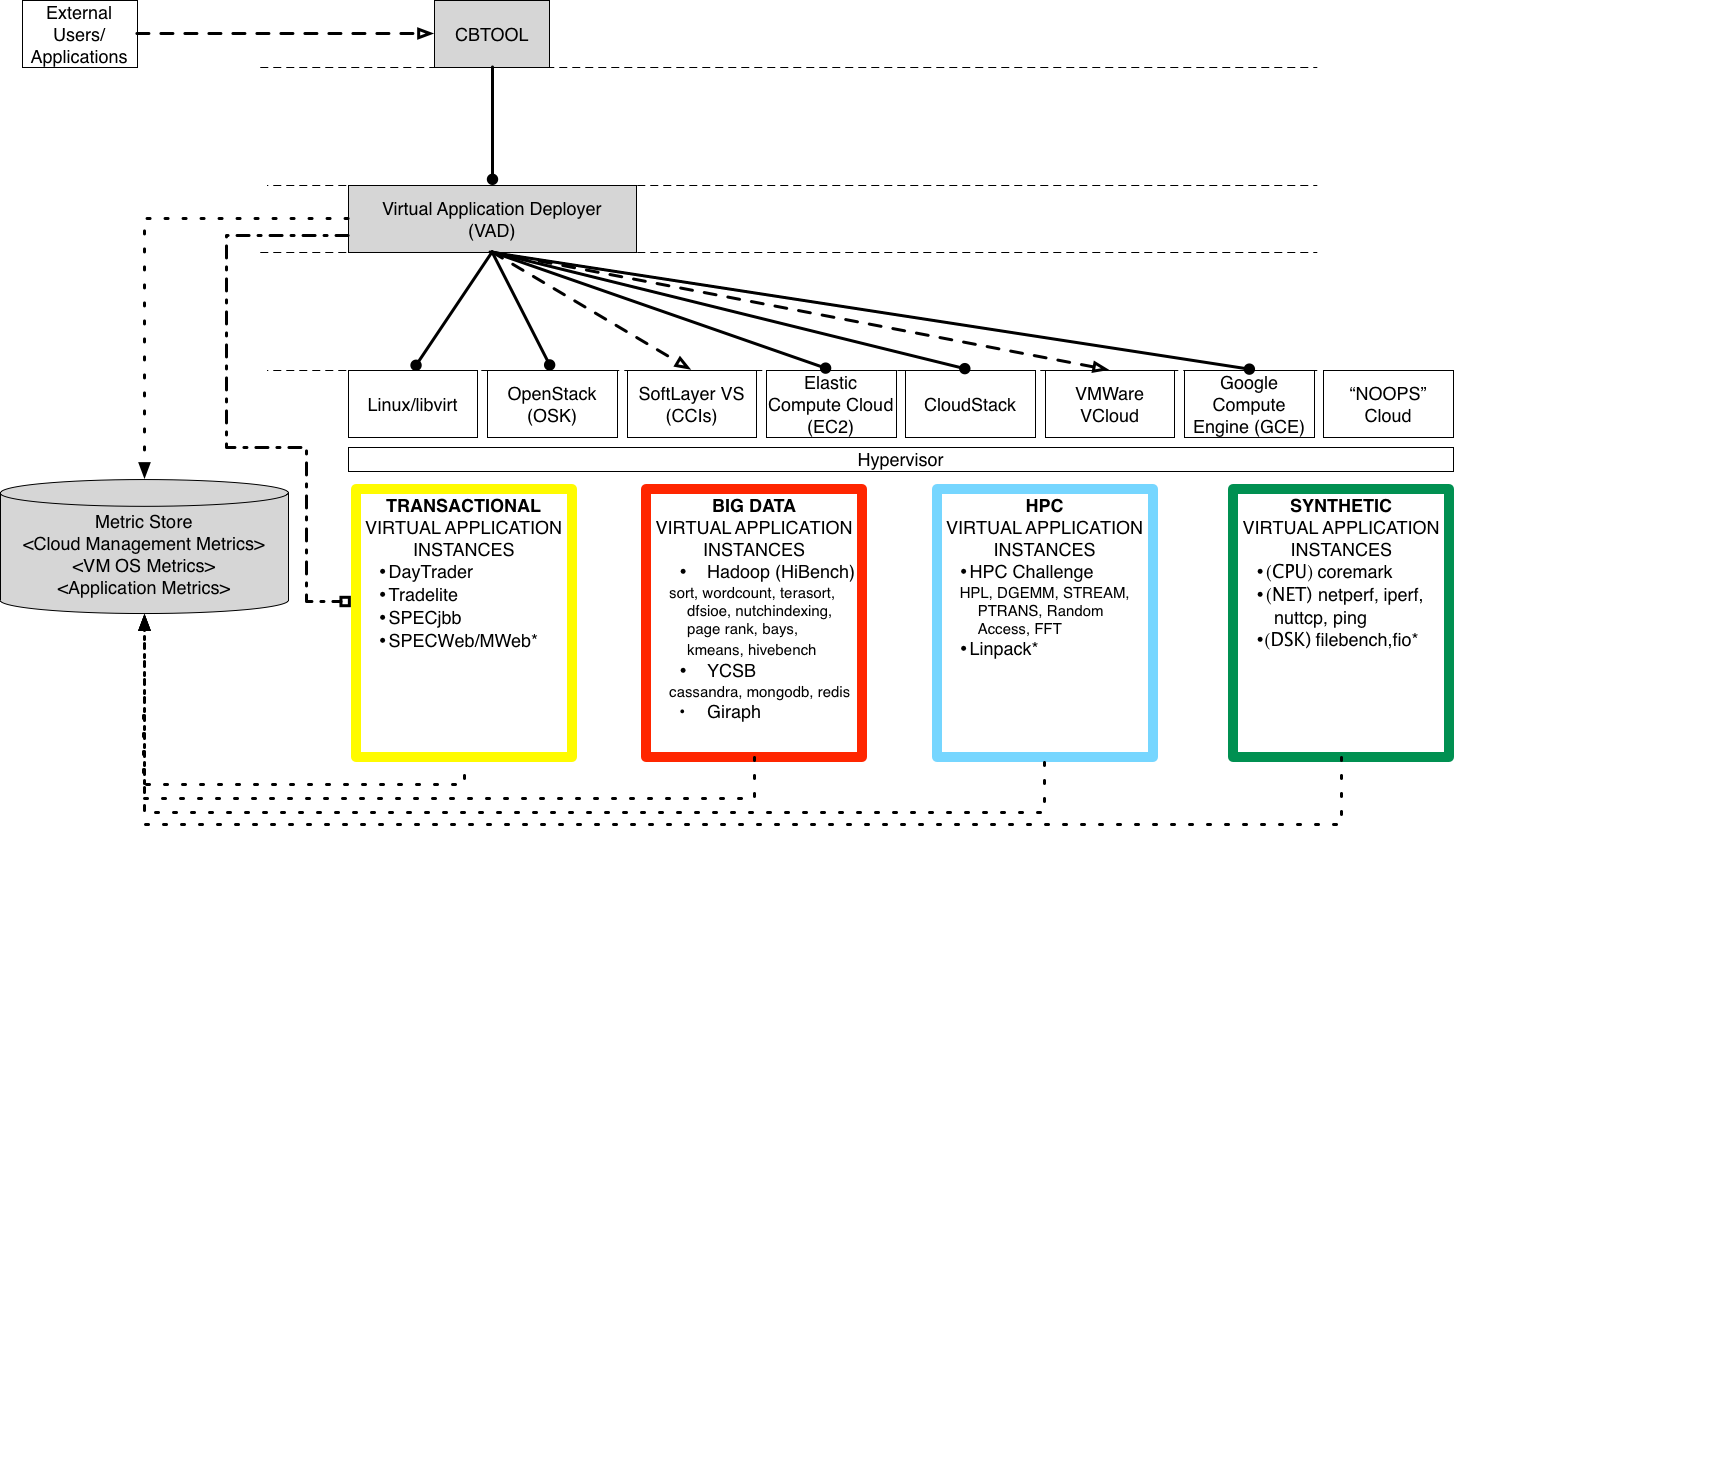 External
Users/
Applications
CBTOOL
Virtual Application Deployer
(VAD)
Linux/libvirt
OpenStack
(OSK)
SoftLayer VS
(CCIs)
Elastic
Compute Cloud
(EC2)
CloudStack
VMWare
VCloud
Google
Compute
Engine (GCE)
“NOOPS”
Cloud
Hypervisor
Metric Store
<Cloud Management Metrics>
<VM OS Metrics>
<Application Metrics>
TRANSACTIONAL
VIRTUAL APPLICATION
INSTANCES
•DayTrader
•Tradelite
•SPECjbb
•SPECWeb/MWeb*
BIG DATA
VIRTUAL APPLICATION
INSTANCES
• Hadoop (HiBench)
sort, wordcount, terasort,
dfsioe, nutchindexing,
page rank, bays,
kmeans, hivebench
• YCSB
cassandra, mongodb, redis
• Giraph
HPC
VIRTUAL APPLICATION
INSTANCES
•HPC Challenge
HPL, DGEMM, STREAM,
PTRANS, Random
Access, FFT
•Linpack*
SYNTHETIC
VIRTUAL APPLICATION
INSTANCES
•(CPU) coremark
•(NET) netperf, iperf,
nuttcp, ping
•(DSK) filebench,fio*